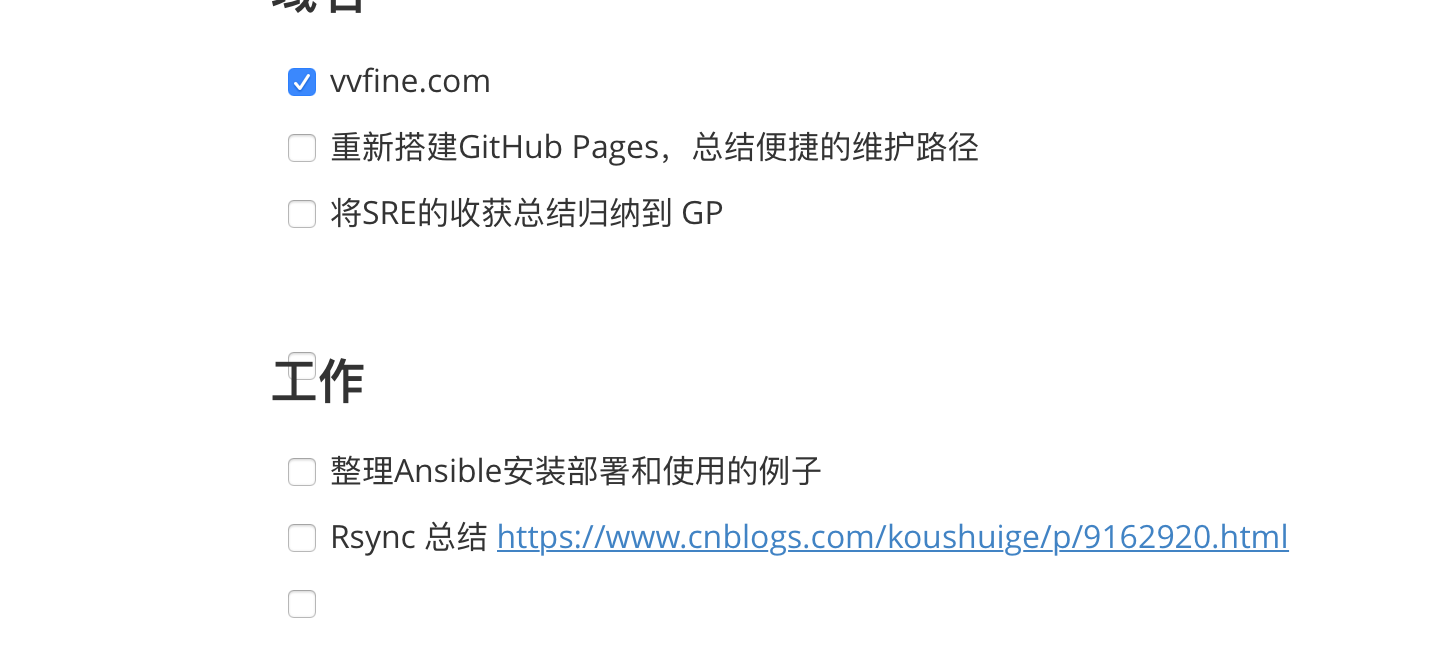 vvfine.com
重新搭建GitHub Pages，总结便捷的维护路径
将SRE的收获总结归纳到 GP
工作
整理Ansible安装部署和使用的例子
Rsync 总结 https://www.cnblogs.com/koushuige/p/9162920.html